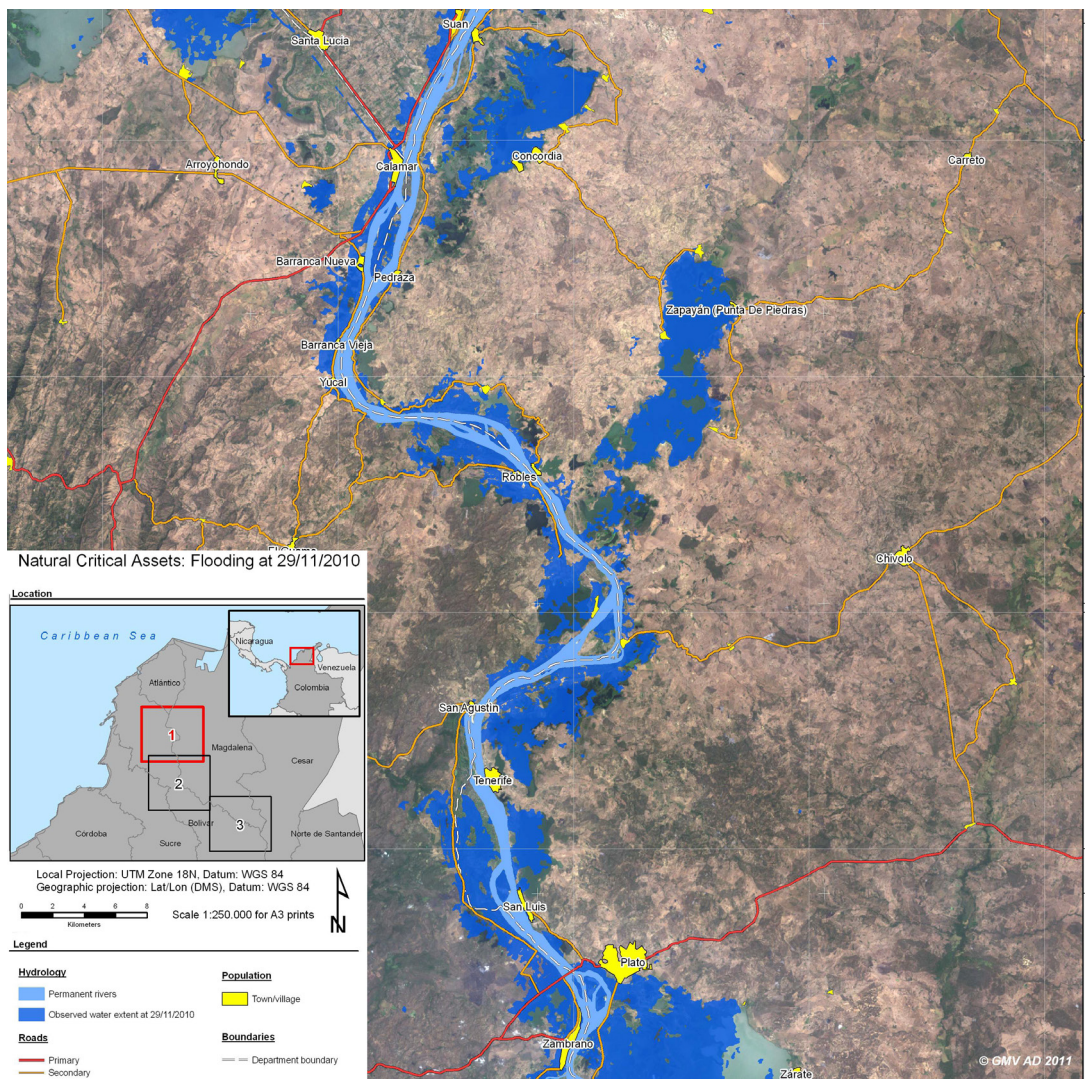 Suan
Santa Lucia
Calamar
Arroyohondo
Concordia
Carreto
Barranca Nueva
Pedraza
Zapayán (Punta De Piedras)
Barranca Vieja
Yucal
Robles
Chivolo
San Agustin
Tenerife
San Luis
Plato
Zambrano
Zárate
© GMV AD 2011
Natural Critical Assets: Flooding at 29/11/2010
Location
Caribbean Sea
Nicaragua
Venezuela
Colombia
Atlántico
1
Magdalena
Cesar
2
Bolívar
3
Córdoba
Sucre
Norte de Santander
Local Projection: UTM Zone 18N, Datum: WGS 84
Geographic projection: Lat/Lon (DMS), Datum: WGS 84
0 2 4 6 8
Kilometers
Scale 1:250.000 for A3 prints
N
Legend
Hydrology
Permanent rivers
Observed water extent at 29/11/2010
Roads
Primary
Secondary
Population
Town/village
Boundaries
Department boundary